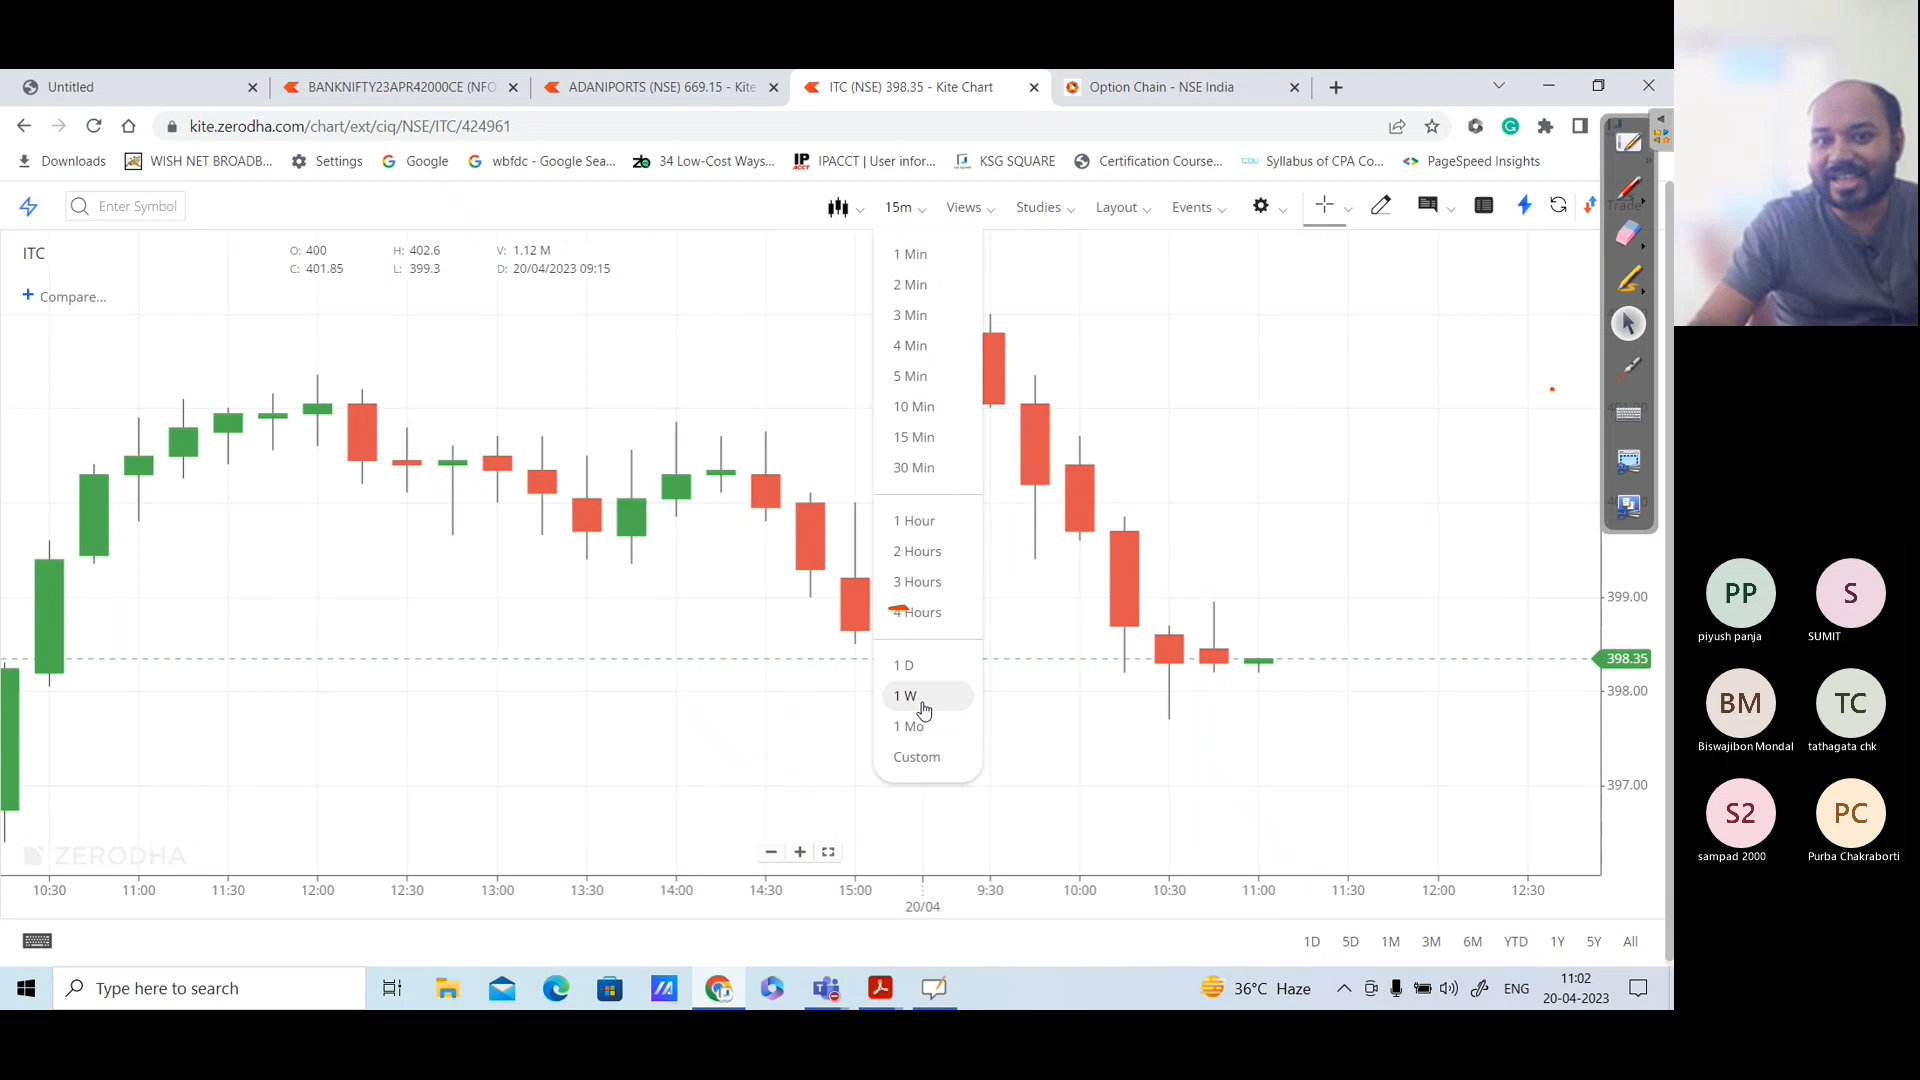 Untitled
BANKNIFTY23APR42000CE (NFO
ADANIPORTS (NSE) 669.15 - Kite
ITC (NSE) 398.35 - Kite Chart
Option Chain - NSE India
kite.zerodha.com/chart/ext/ciq/NSE/ITC/424961
Downloads
WISH NET BROADB...
Settings
Google
wbfdc - Google Sea...
34 Low-Cost Ways...
IPACCT | User infor...
KSG SQUARE
Certification Course...
Syllabus of CPA Co...
PageSpeed Insights
Enter Symbol
15m
Views
Studies
Layout
Events
Trade
ITC
O: 400
H: 402.6
V: 1.12 M
C: 401.85
L: 399.3
D: 20/04/2023 09:15
+ Compare...
1 Min
2 Min
3 Min
4 Min
5 Min
10 Min
15 Min
30 Min
1 Hour
2 Hours
3 Hours
4 Hours
1 D
1 W
1 Mo
Custom
399.00
398.35
398.00
397.00
ZERODHA
10:30 11:00 11:30 12:00 12:30 13:00 13:30 14:00 14:30 15:00 9:30 10:00 10:30 11:00 11:30 12:00 12:30
20/04
1D 5D 1M 3M 6M YTD 1Y 5Y All
Type here to search
36°C Haze
ENG
11:02
20-04-2023
PP
piyush panja
S
SUMIT
BM
Biswajibon Mondal
TC
tathagata chk
S2
sampad 2000
PC
Purba Chakraborti